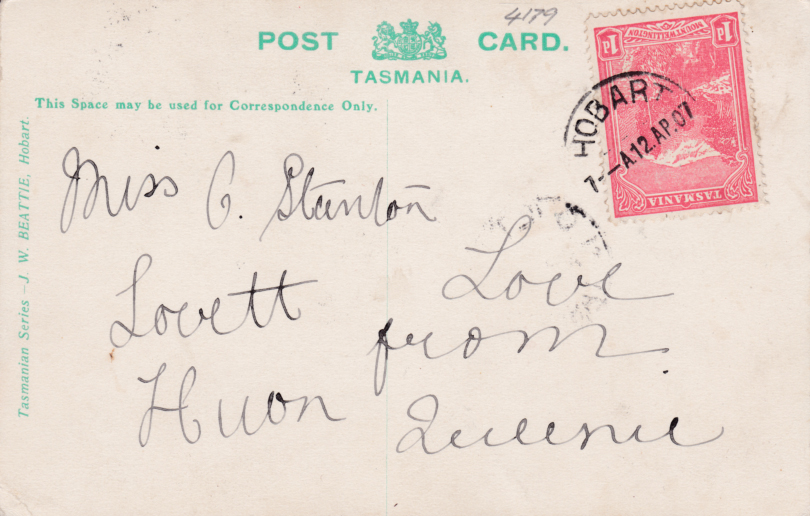 4179
POST CARD.
TASMANIA.
This Space may be used for Correspondence Only.
Tasmanian Series — J. W. BEATTIE, Hobart.
1d MOUNT WELLINGTON 1d
TASMANIA
HOBART
7—A.12.AP.07
Miss C. Stanton
Lovett
Huon
Love
from
Queenie